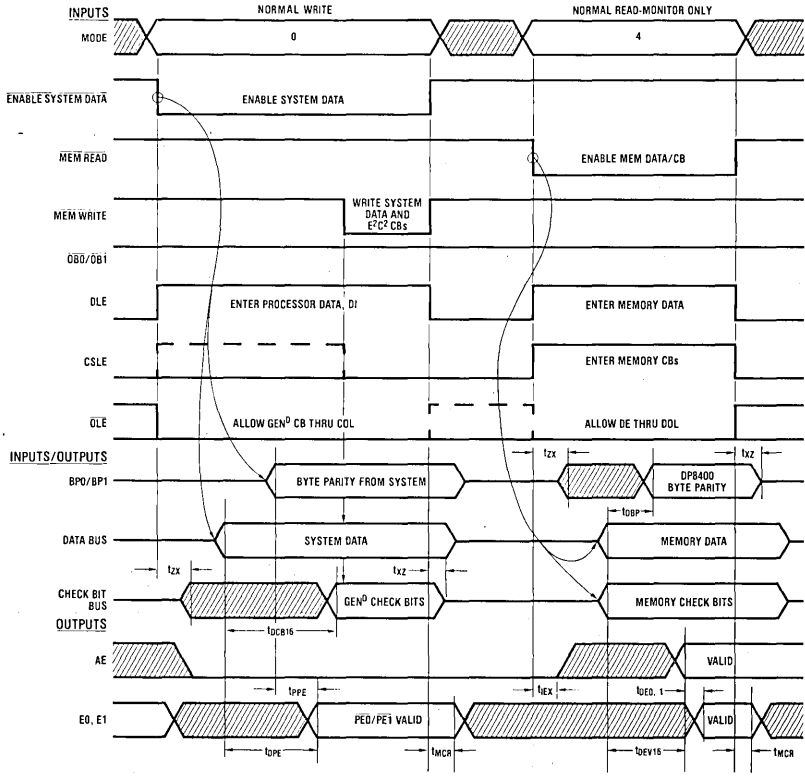 INPUTS
NORMAL WRITE
NORMAL READ-MONITOR ONLY
MODE
0
4
ENABLE SYSTEM DATA
ENABLE SYSTEM DATA
MEM READ
ENABLE MEM DATA/CB
MEM WRITE
WRITE SYSTEM
DATA AND
E²C² CBs
OB0/OB1
DLE
ENTER PROCESSOR DATA, DI
ENTER MEMORY DATA
CSLE
ENTER MEMORY CBs
OLE
ALLOW GENᴰ CB THRU COL
ALLOW DE THRU DOL
INPUTS/OUTPUTS
tZX
tXZ
BP0/BP1
BYTE PARITY FROM SYSTEM
DP8400
BYTE PARITY
tDBP
DATA BUS
SYSTEM DATA
MEMORY DATA
tZX
tXZ
CHECK BIT
BUS
GENᴰ CHECK BITS
MEMORY CHECK BITS
OUTPUTS
tDCB16
AE
VALID
tPPE
tIEX
tDE0, 1
E0, E1
PE0/PE1 VALID
VALID
tDPE
tMCR
tDEV16
tMCR